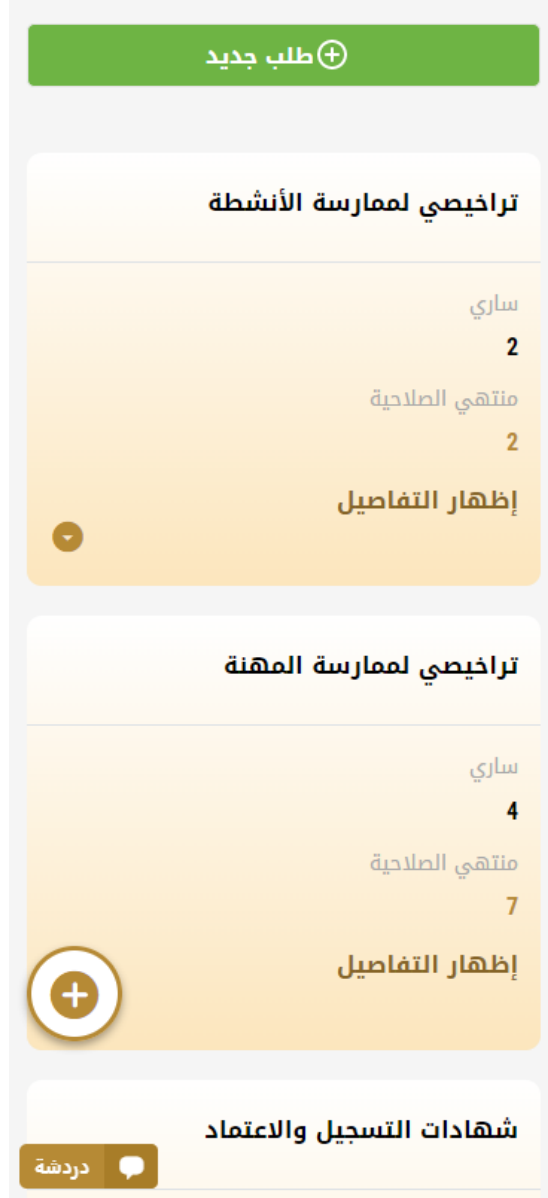 طلب جديد
تراخيصي لممارسة الأنشطة
ساري
2
منتهي الصلاحية
2
إظهار التفاصيل
تراخيصي لممارسة المهنة
ساري
4
منتهي الصلاحية
7
إظهار التفاصيل
شهادات التسجيل والاعتماد
دردشة